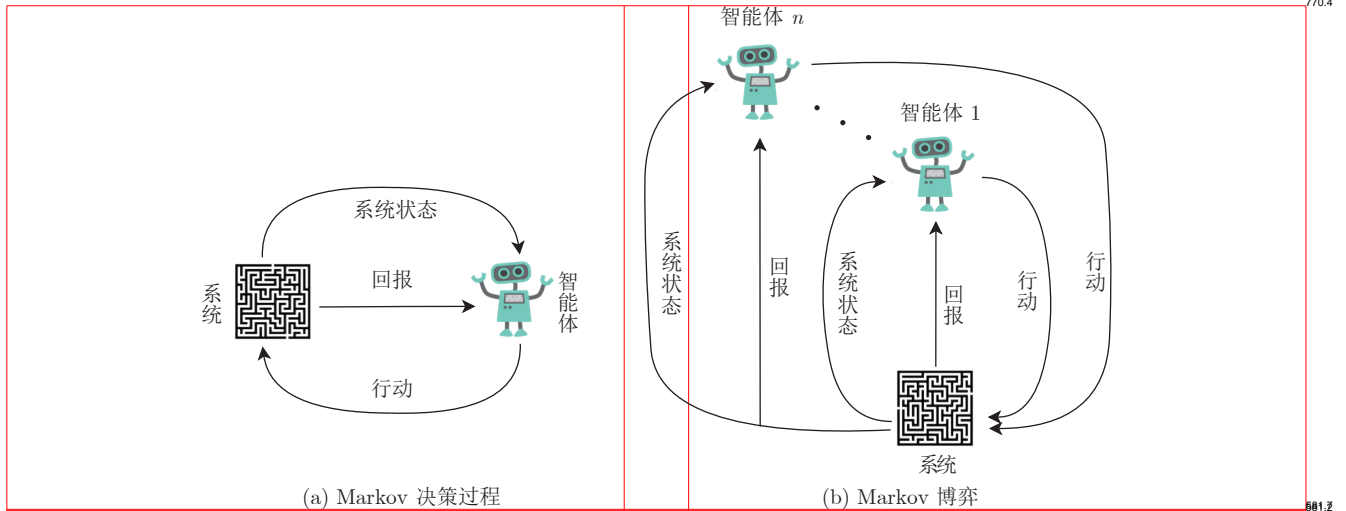 770.4
智能体 n
智能体 1
系统状态
回报
行动
系统
智能体
(a) Markov 决策过程
系统状态
回报
系统状态
回报
行动
行动
系统
(b) Markov 博弈